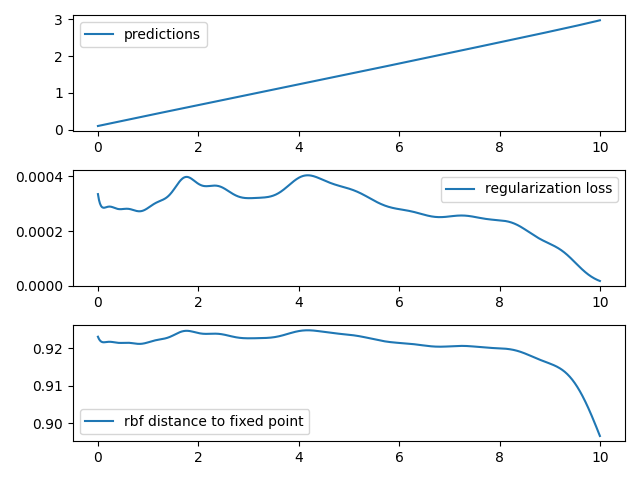 3
2
predictions
1
0
0 2 4 6 8 10
0.0004
regularization loss
0.0002
0.0000
0 2 4 6 8 10
0.92
0.91
0.90
rbf distance to fixed point
0 2 4 6 8 10